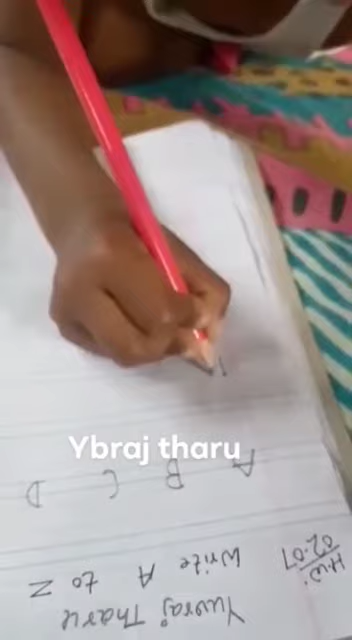 Yuvraj Tharu
H.W
02.07
Write A to Z
A B C D
Ybraj tharu